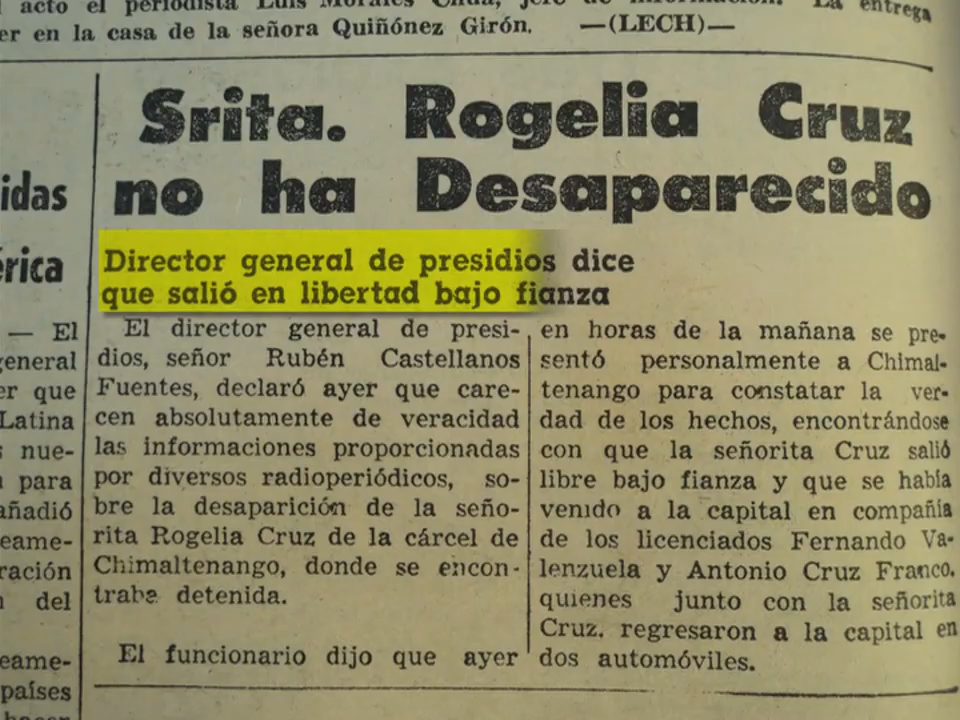 acto el periodista Luis Morales Chúa, jefe de información. La entrega
er en la casa de la señora Quiñónez Girón. —(LECH)—
idas
érica
— El
general
er que
Latina
s nue-
n para
añadió
eame-
ración
n del
eame-
países
hacer
Srita. Rogelia Cruz
no ha Desaparecido
Director general de presidios dice
que salió en libertad bajo fianza
El director general de presi-
dios, señor Rubén Castellanos
Fuentes, declaró ayer que care-
cen absolutamente de veracidad
las informaciones proporcionadas
por diversos radioperiódicos, so-
bre la desaparición de la seño-
rita Rogelia Cruz de la cárcel de
Chimaltenango, donde se encon-
traba detenida.
El funcionario dijo que ayer
en horas de la mañana se pre-
sentó personalmente a Chimal-
tenango para constatar la ver-
dad de los hechos, encontrándose
con que la señorita Cruz salió
libre bajo fianza y que se había
venido a la capital en compañía
de los licenciados Fernando Va-
lenzuela y Antonio Cruz Franco.
quienes junto con la señorita
Cruz. regresaron a la capital en
dos automóviles.